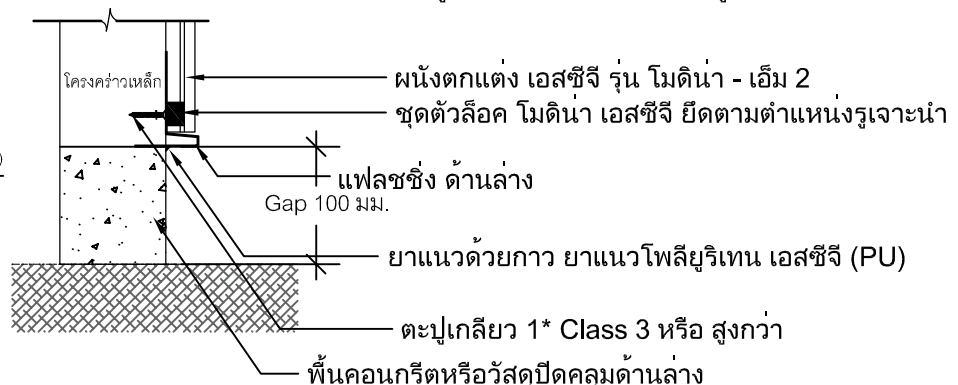 โครงคร่าวเหล็ก
ผนังตกแต่ง เอสซีจี รุ่น โมดิน่า - เอ็ม 2
ชุดตัวล็อค โมดิน่า เอสซีจี ยึดตามตำแหน่งรูเจาะนำ
แฟลชชิ่ง ด้านล่าง
Gap 100 มม.
ยาแนวด้วยกาว ยาแนวโพลียูริเทน เอสซีจี (PU)
ตะปูเกลียว 1* Class 3 หรือ สูงกว่า
พื้นคอนกรีตหรือวัสดุปิดคลุมด้านล่าง